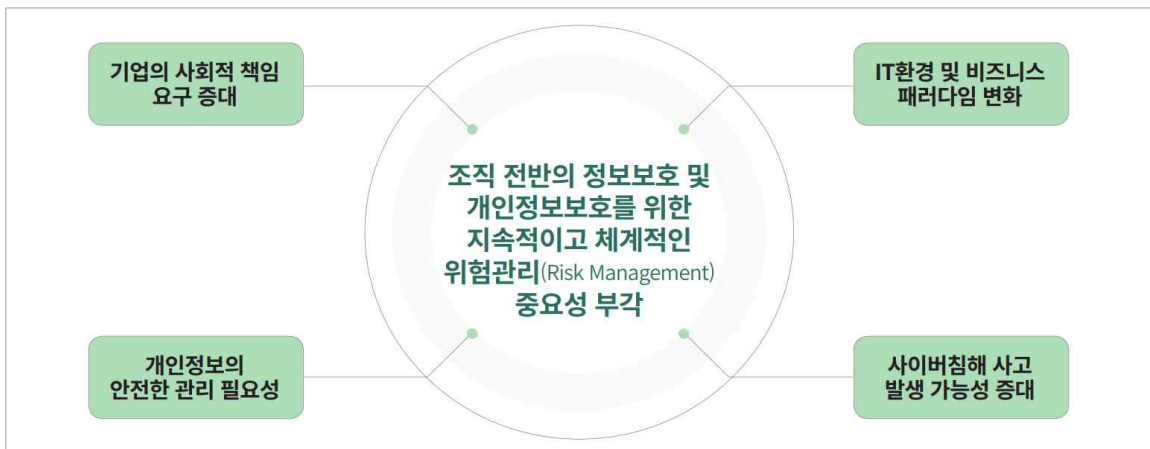 기업의 사회적 책임
요구 증대
IT환경 및 비즈니스
패러다임 변화
조직 전반의 정보보호 및
개인정보보호를 위한
지속적이고 체계적인
위험관리(Risk Management)
중요성 부각
개인정보의
안전한 관리 필요성
사이버침해 사고
발생 가능성 증대